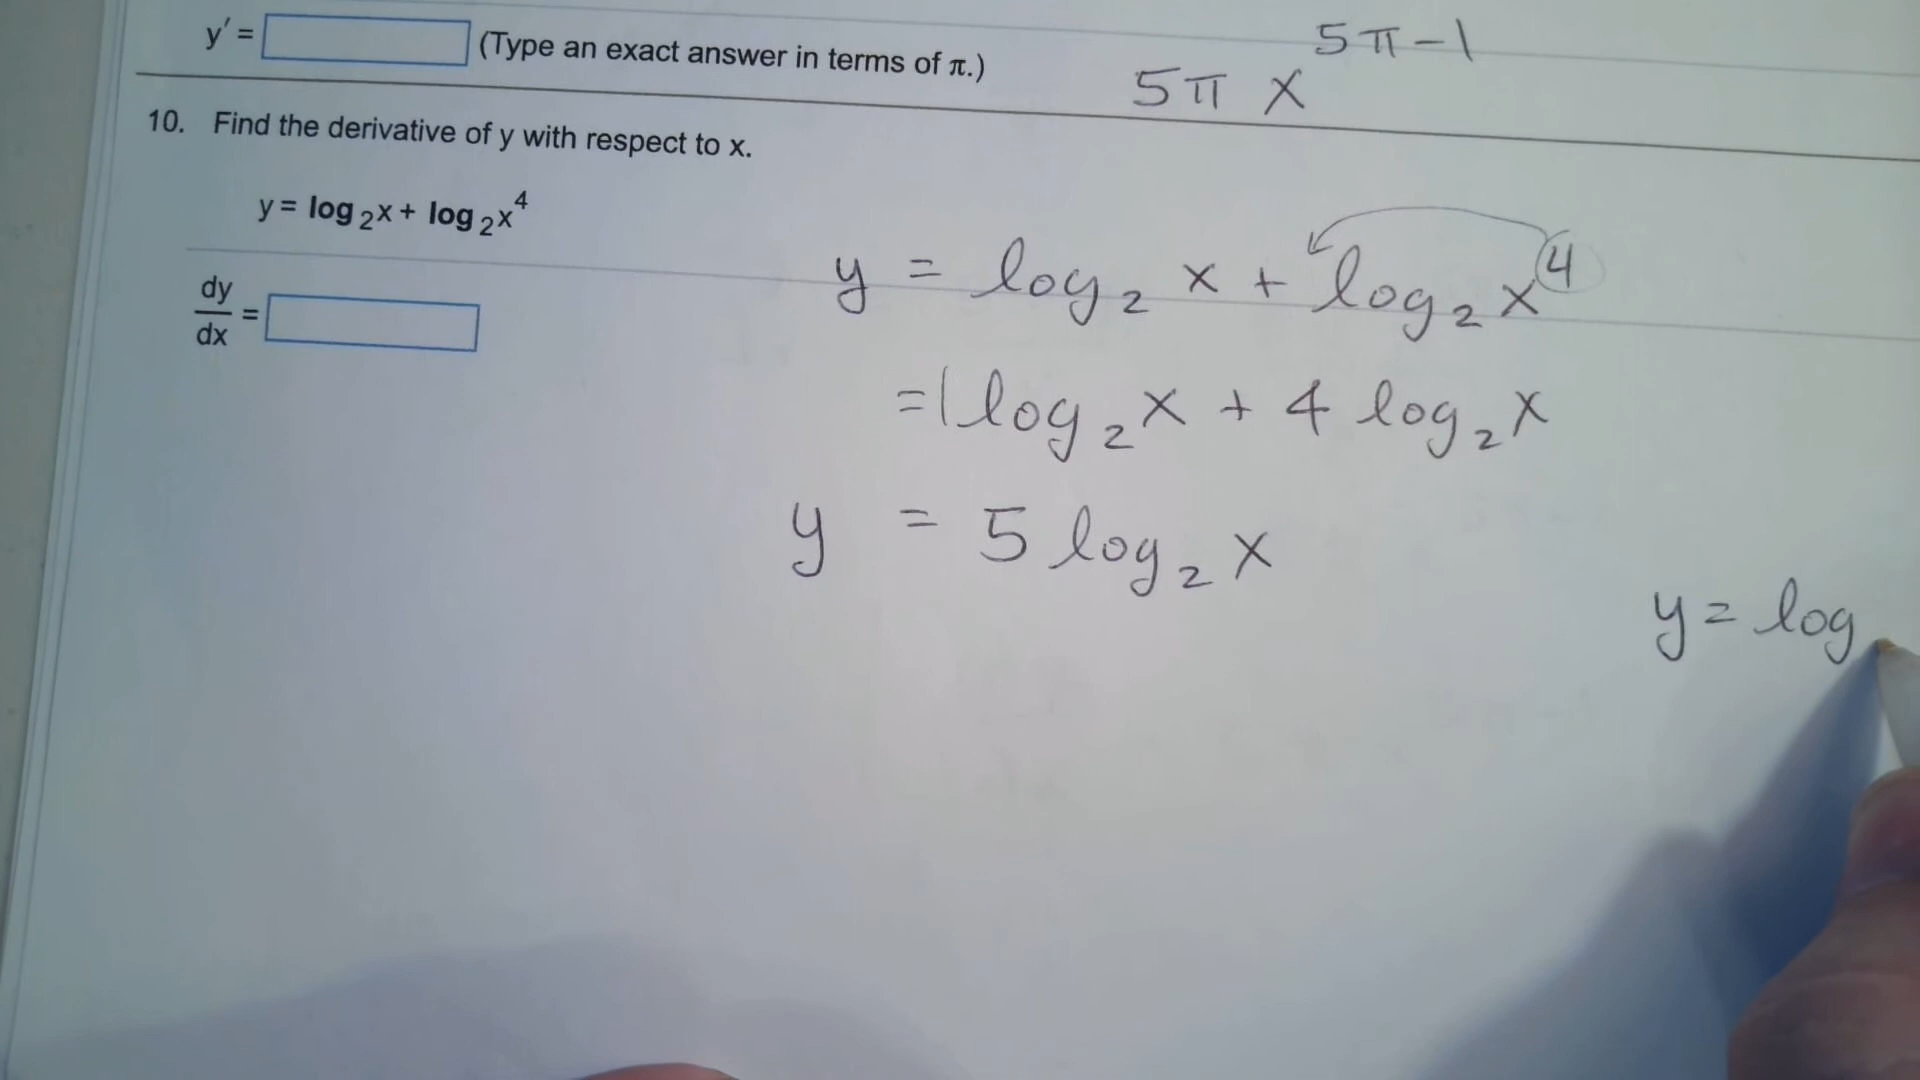 y' = (Type an exact answer in terms of π.)
5π x^(5π-1)
10. Find the derivative of y with respect to x.
y = log₂x + log₂x⁴
dy/dx =
y = log₂ x + log₂ x⁴
= 1 log₂ x + 4 log₂ x
y = 5 log₂ x
y = log